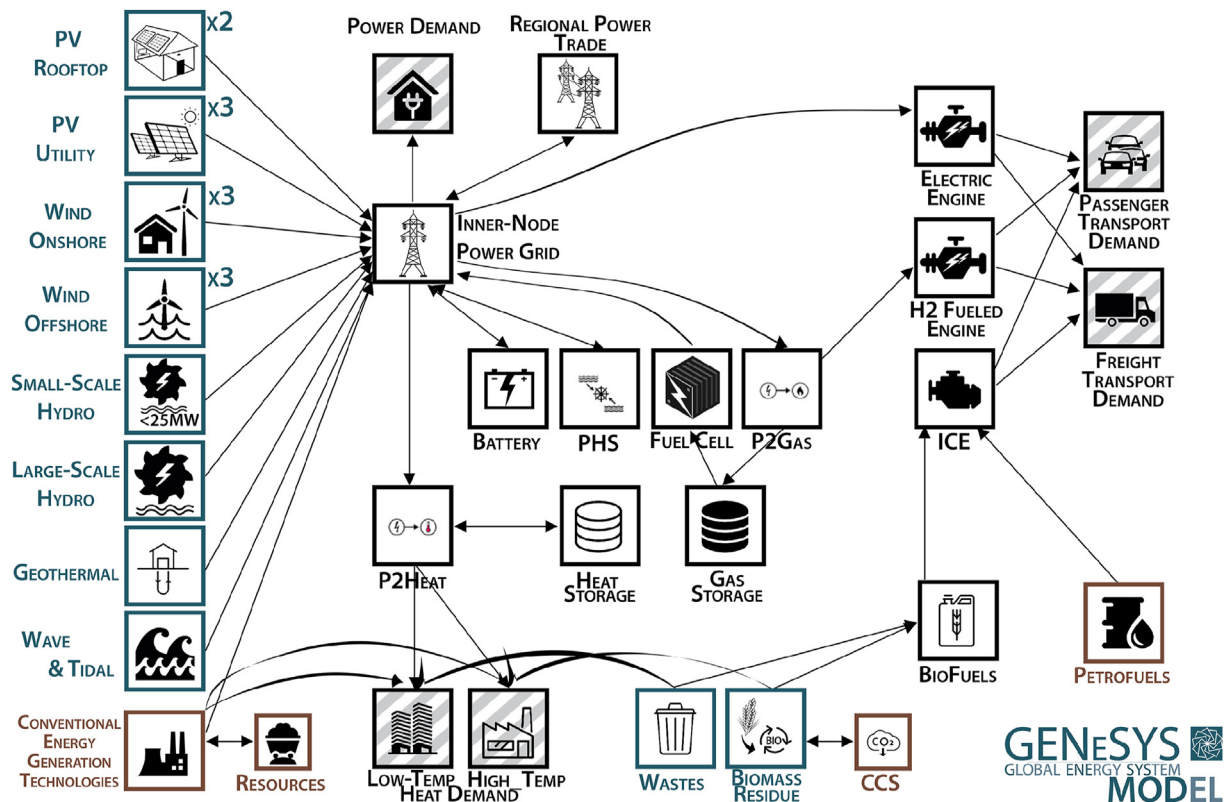 PV
Rooftop
x2
PV
Utility
x3
Wind
Onshore
x3
Wind
Offshore
x3
Small-Scale
Hydro
<25MW
Large-Scale
Hydro
Geothermal
Wave
& Tidal
Conventional
Energy
Generation
Technologies
Resources
Power Demand
Regional Power
Trade
Inner-Node
Power Grid
Battery
PHS
Fuel Cell
P2Gas
P2Heat
Heat
Storage
Gas
Storage
Low-Temp
High Temp
Heat Demand
Wastes
BIO
Biomass
Residue
CO2
CCS
Electric
Engine
H2 Fueled
Engine
ICE
BioFuels
Petrofuels
Passenger
Transport
Demand
Freight
Transport
Demand
GENeSYS
GLOBAL ENERGY SYSTEM
MODEL